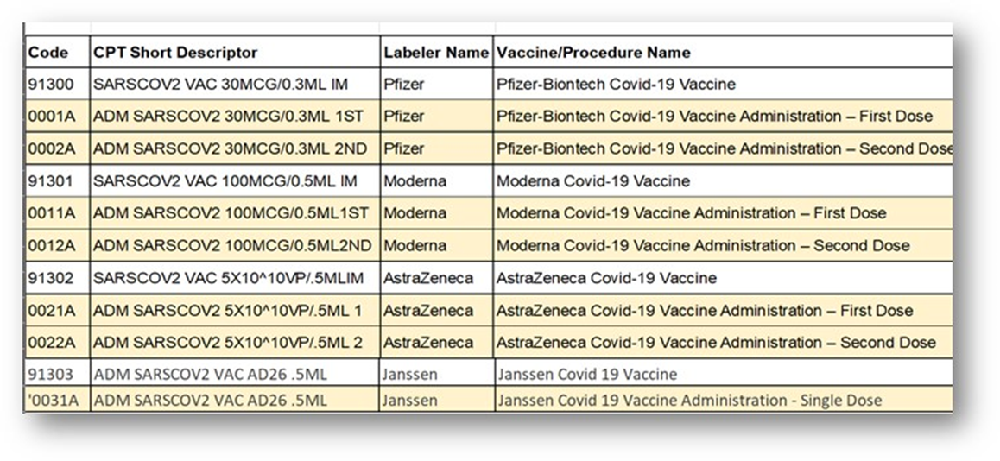 Code CPT Short Descriptor Labeler Name Vaccine/Procedure Name
91300 SARSCOV2 VAC 30MCG/0.3ML IM Pfizer Pfizer-Biontech Covid-19 Vaccine
0001A ADM SARSCOV2 30MCG/0.3ML 1ST Pfizer Pfizer-Biontech Covid-19 Vaccine Administration – First Dose
0002A ADM SARSCOV2 30MCG/0.3ML 2ND Pfizer Pfizer-Biontech Covid-19 Vaccine Administration – Second Dose
91301 SARSCOV2 VAC 100MCG/0.5ML IM Moderna Moderna Covid-19 Vaccine
0011A ADM SARSCOV2 100MCG/0.5ML1ST Moderna Moderna Covid-19 Vaccine Administration – First Dose
0012A ADM SARSCOV2 100MCG/0.5ML2ND Moderna Moderna Covid-19 Vaccine Administration – Second Dose
91302 SARSCOV2 VAC 5X10^10VP/.5MLIM AstraZeneca AstraZeneca Covid-19 Vaccine
0021A ADM SARSCOV2 5X10^10VP/.5ML 1 AstraZeneca AstraZeneca Covid-19 Vaccine Administration – First Dose
0022A ADM SARSCOV2 5X10^10VP/.5ML 2 AstraZeneca AstraZeneca Covid-19 Vaccine Administration – Second Dose
91303 ADM SARSCOV2 VAC AD26 .5ML Janssen Janssen Covid 19 Vaccine
'0031A ADM SARSCOV2 VAC AD26 .5ML Janssen Janssen Covid 19 Vaccine Administration - Single Dose